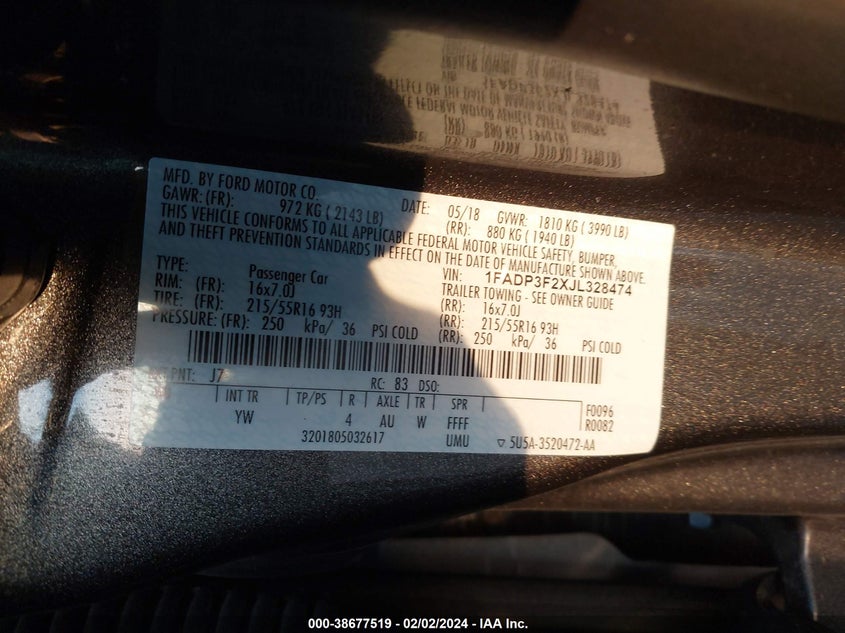 MFD. BY FORD MOTOR CO.
DATE: 05/18 GVWR: 1810 KG ( 3990 LB)
GAWR: (FR): 972 KG ( 2143 LB) (RR): 880 KG ( 1940 LB)
THIS VEHICLE CONFORMS TO ALL APPLICABLE FEDERAL MOTOR VEHICLE SAFETY, BUMPER,
AND THEFT PREVENTION STANDARDS IN EFFECT ON THE DATE OF MANUFACTURE SHOWN ABOVE.
TYPE: Passenger Car VIN: 1FADP3F2XJL328474
TRAILER TOWING - SEE OWNER GUIDE
RIM: (FR): 16x7.0J (RR): 16x7.0J
TIRE: (FR): 215/55R16 93H (RR): 215/55R16 93H
PRESSURE: (FR): 250 kPa/ 36 PSI COLD (RR): 250 kPa/ 36 PSI COLD
PNT: J7 RC: 83 DSO:
INT TR TP/PS R AXLE TR SPR F0096
YW 4 AU W FFFF R0082
3201805032617 UMU 5U5A-3520472-AA
000-38677519 - 02/02/2024 - IAA Inc.